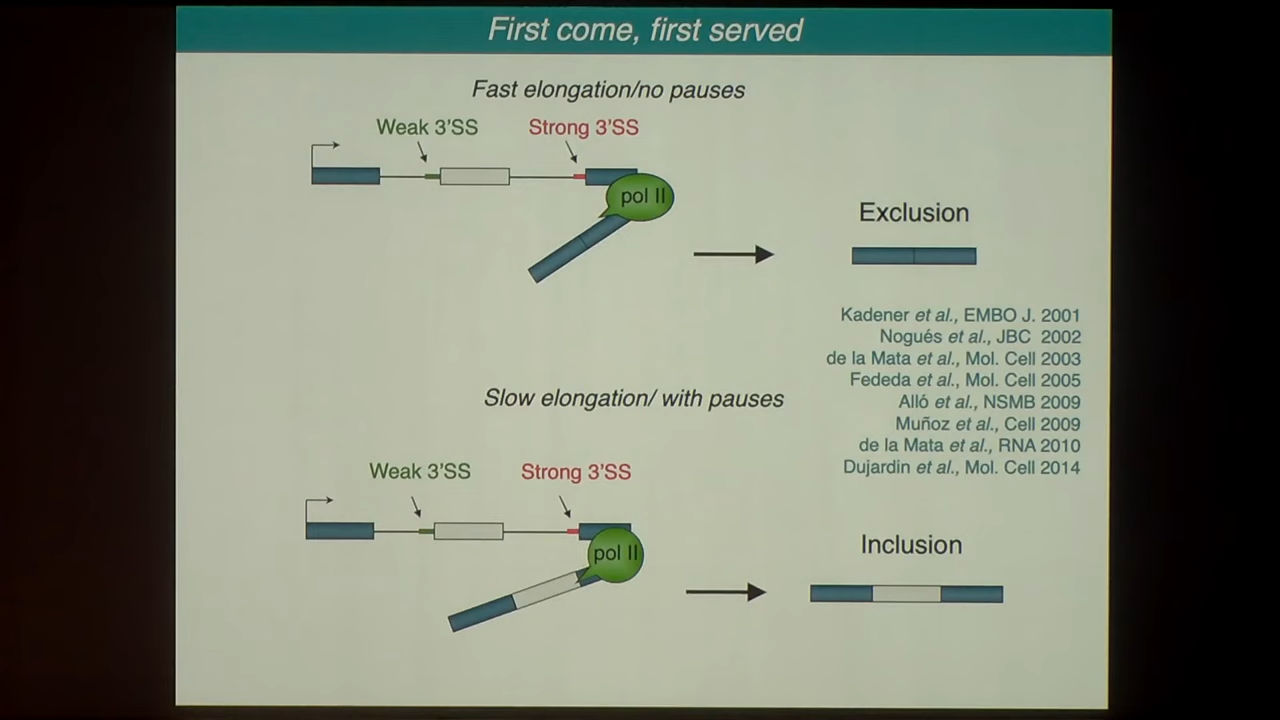 First come, first served
Fast elongation/no pauses
Weak 3'SS
Strong 3'SS
pol II
Exclusion
Kadener et al., EMBO J. 2001
Nogués et al., JBC 2002
de la Mata et al., Mol. Cell 2003
Fededa et al., Mol. Cell 2005
Alló et al., NSMB 2009
Muñoz et al., Cell 2009
de la Mata et al., RNA 2010
Dujardin et al., Mol. Cell 2014
Slow elongation/ with pauses
Weak 3'SS
Strong 3'SS
pol II
Inclusion